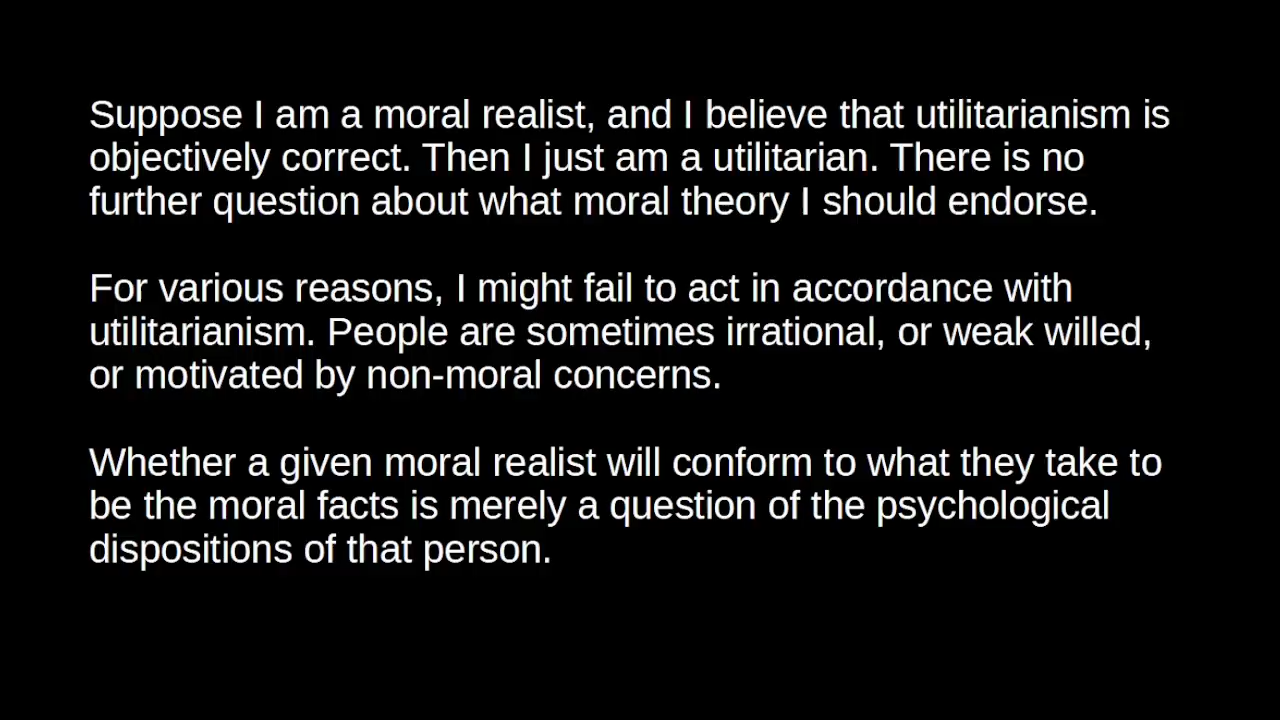 Suppose I am a moral realist, and I believe that utilitarianism is
objectively correct. Then I just am a utilitarian. There is no
further question about what moral theory I should endorse.
For various reasons, I might fail to act in accordance with
utilitarianism. People are sometimes irrational, or weak willed,
or motivated by non-moral concerns.
Whether a given moral realist will conform to what they take to
be the moral facts is merely a question of the psychological
dispositions of that person.